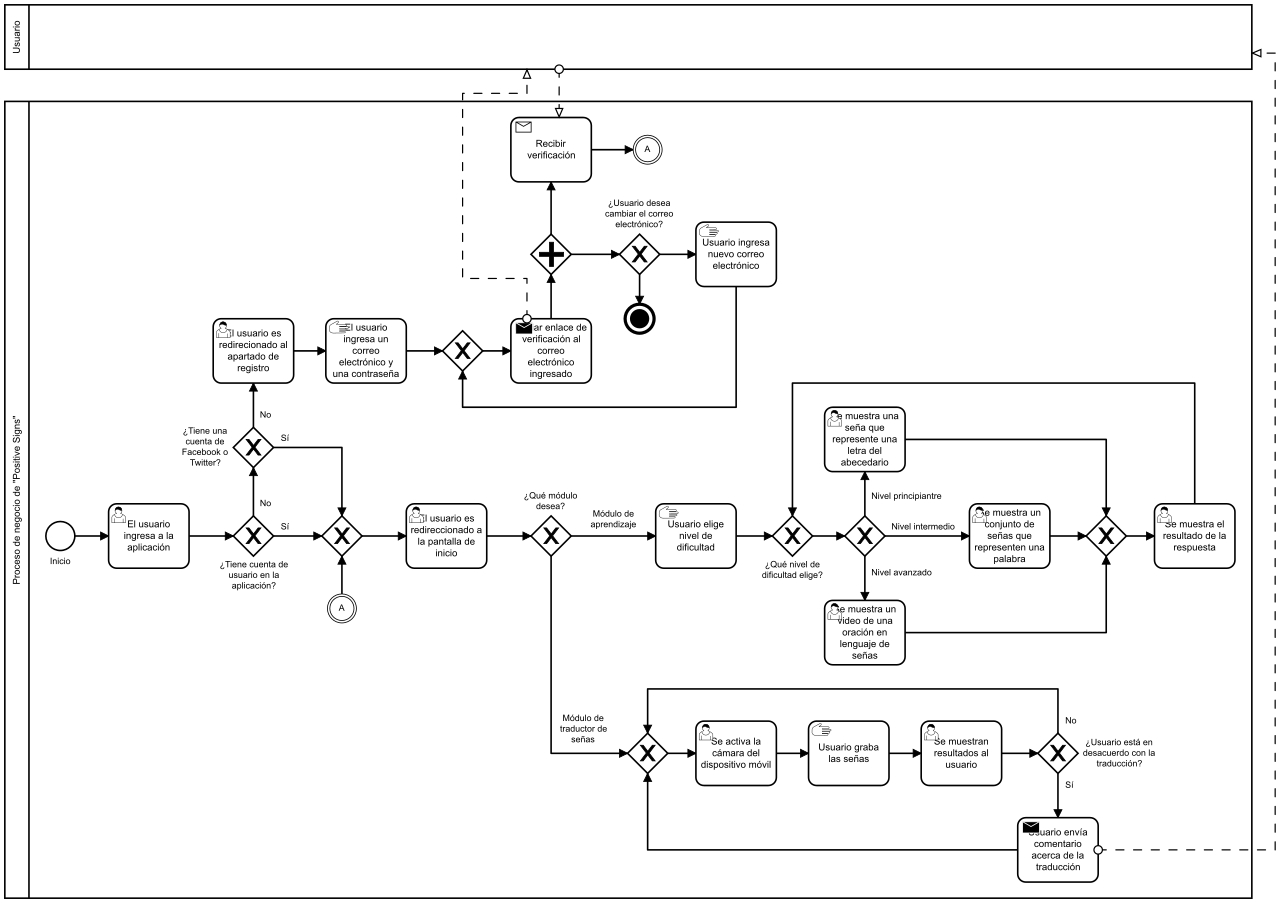 Usuario
Proceso de negocio de "Positive Signs"
Recibir
verificación
A
¿Usuario desea
cambiar el correo
electrónico?
Usuario ingresa
nuevo correo
electrónico
l usuario es
redirecionado al
apartado de
registro
El usuario
ingresa un
correo
electrónico y
una contraseña
ar enlace de
verificación al
correo
electrónico
ingresado
No
¿Tiene una
cuenta de
Facebook o
Twitter?
Sí
No
Sí
¿Tiene cuenta de
usuario en la
aplicación?
Inicio
El usuario
ingresa a la
aplicación
A
El usuario es
redireccionado a
la pantalla de
inicio
¿Qué módulo
desea?
Módulo de
aprendizaje
Usuario elige
nivel de
dificultad
¿Qué nivel de
dificultad elige?
Se muestra una
seña que
represente una
letra del
abecedario
Nivel principiantre
Nivel intermedio
Nivel avanzado
Se muestra un
conjunto de
señas que
representen una
palabra
Se muestra un
video de una
oración en
lenguaje de
señas
Se muestra el
resultado de la
respuesta
Módulo de
traductor de
señas
Se activa la
cámara del
dispositivo móvil
Usuario graba
las señas
Se muestran
resultados al
usuario
No
¿Usuario está en
desacuerdo con la
traducción?
Sí
Usuario envía
comentario
acerca de la
traducción